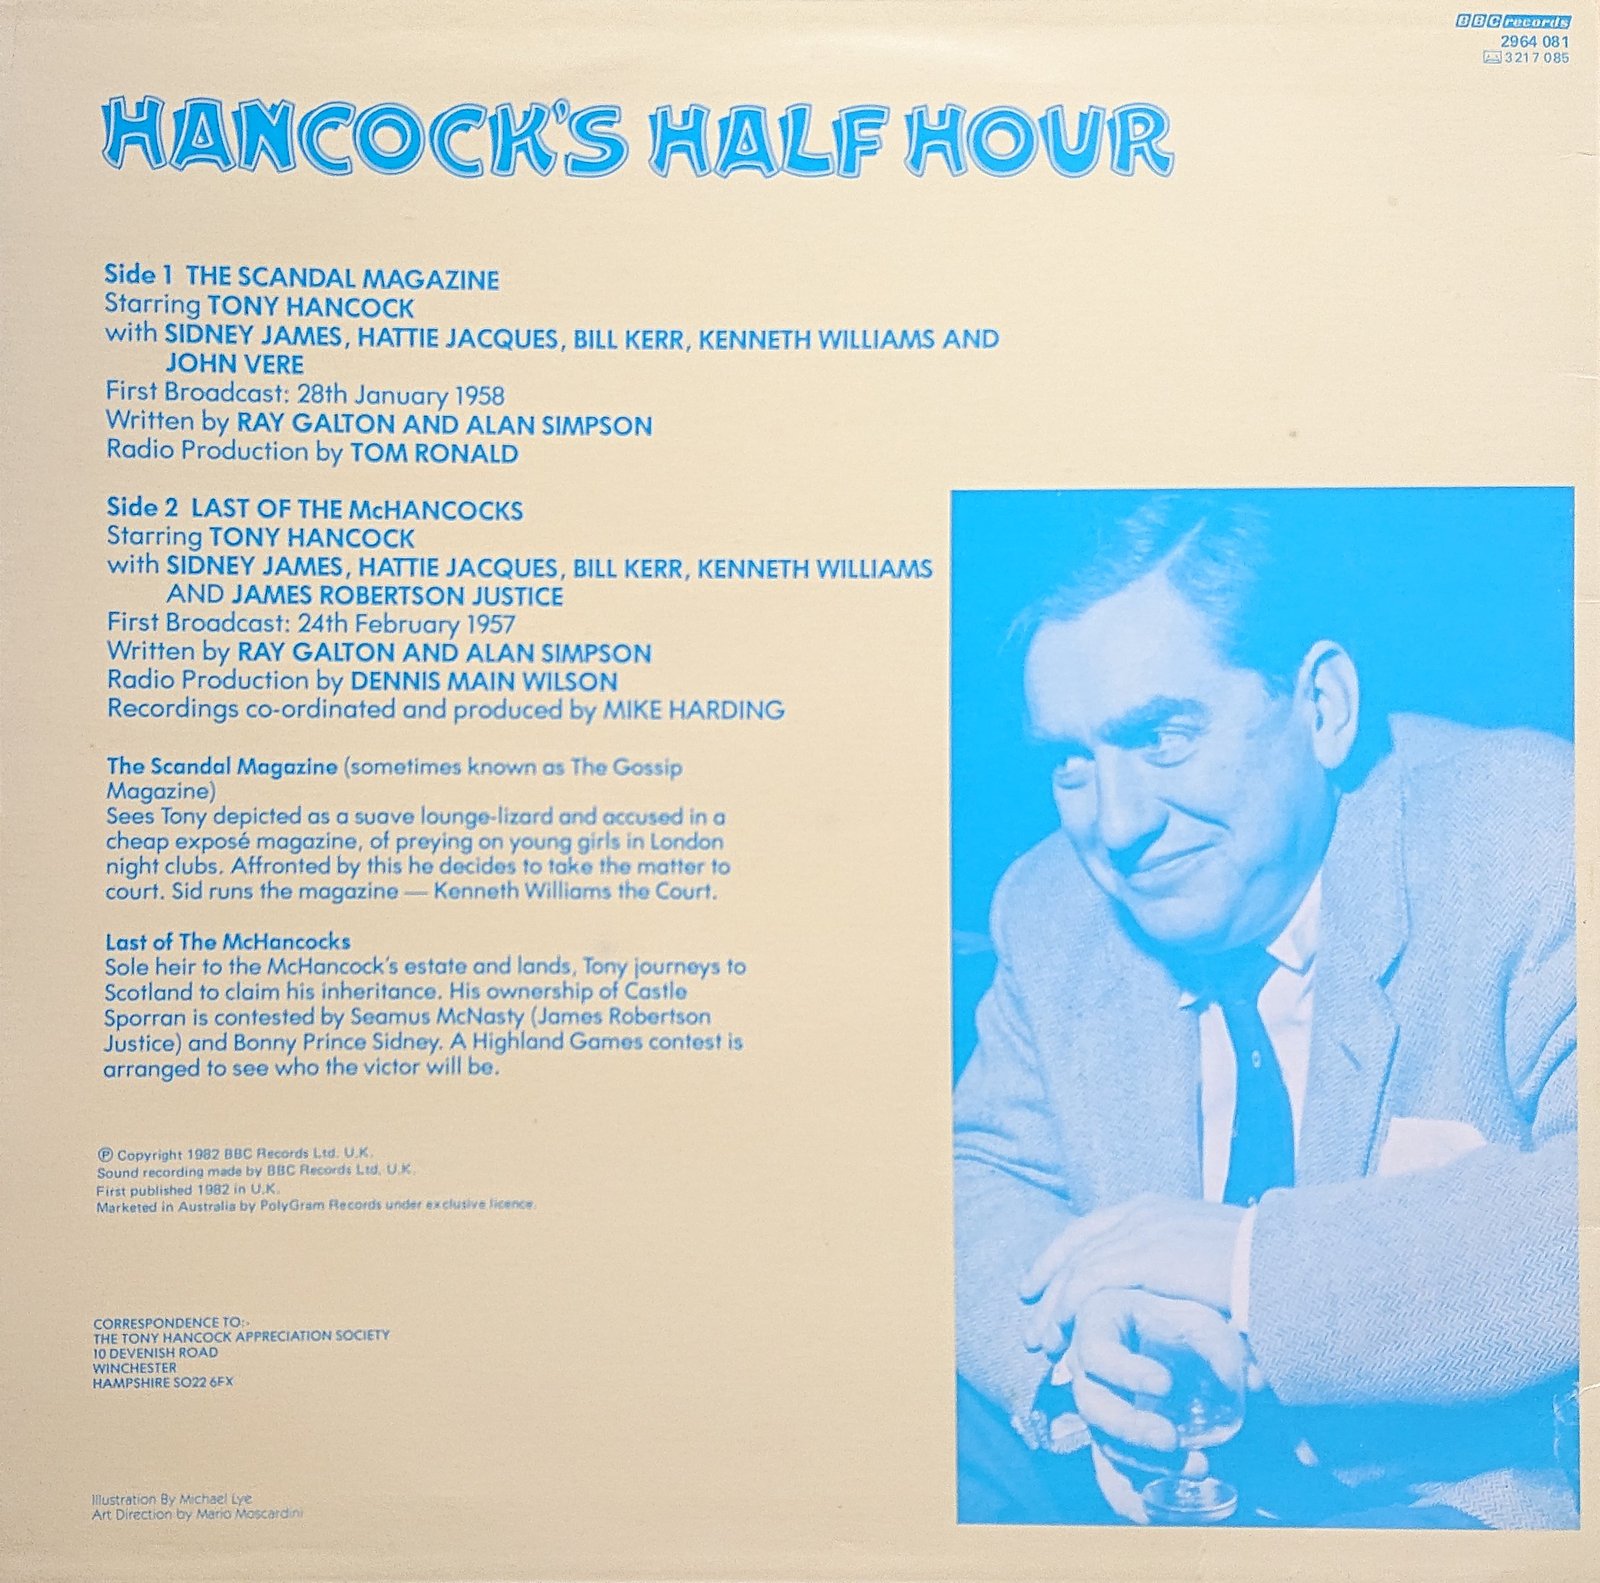 BBC records
2964 081
3217 085
HANCOCK'S HALF HOUR
Side 1 THE SCANDAL MAGAZINE
Starring TONY HANCOCK
with SIDNEY JAMES, HATTIE JACQUES, BILL KERR, KENNETH WILLIAMS AND
JOHN VERE
First Broadcast: 28th January 1958
Written by RAY GALTON AND ALAN SIMPSON
Radio Production by TOM RONALD
Side 2 LAST OF THE McHANCOCKS
Starring TONY HANCOCK
with SIDNEY JAMES, HATTIE JACQUES, BILL KERR, KENNETH WILLIAMS
AND JAMES ROBERTSON JUSTICE
First Broadcast: 24th February 1957
Written by RAY GALTON AND ALAN SIMPSON
Radio Production by DENNIS MAIN WILSON
Recordings co-ordinated and produced by MIKE HARDING
The Scandal Magazine (sometimes known as The Gossip
Magazine)
Sees Tony depicted as a suave lounge-lizard and accused in a
cheap exposé magazine, of preying on young girls in London
night clubs. Affronted by this he decides to take the matter to
court. Sid runs the magazine — Kenneth Williams the Court.
Last of The McHancocks
Sole heir to the McHancock's estate and lands, Tony journeys to
Scotland to claim his inheritance. His ownership of Castle
Sporran is contested by Seamus McNasty (James Robertson
Justice) and Bonny Prince Sidney. A Highland Games contest is
arranged to see who the victor will be.
℗ Copyright 1982 BBC Records Ltd. U.K.
Sound recording made by BBC Records Ltd. U.K.
First published 1982 in U.K.
Marketed in Australia by PolyGram Records under exclusive licence.
CORRESPONDENCE TO:-
THE TONY HANCOCK APPRECIATION SOCIETY
10 DEVENISH ROAD
WINCHESTER
HAMPSHIRE SO22 6FX
Illustration By Michael Lye
Art Direction by Mario Moscardini